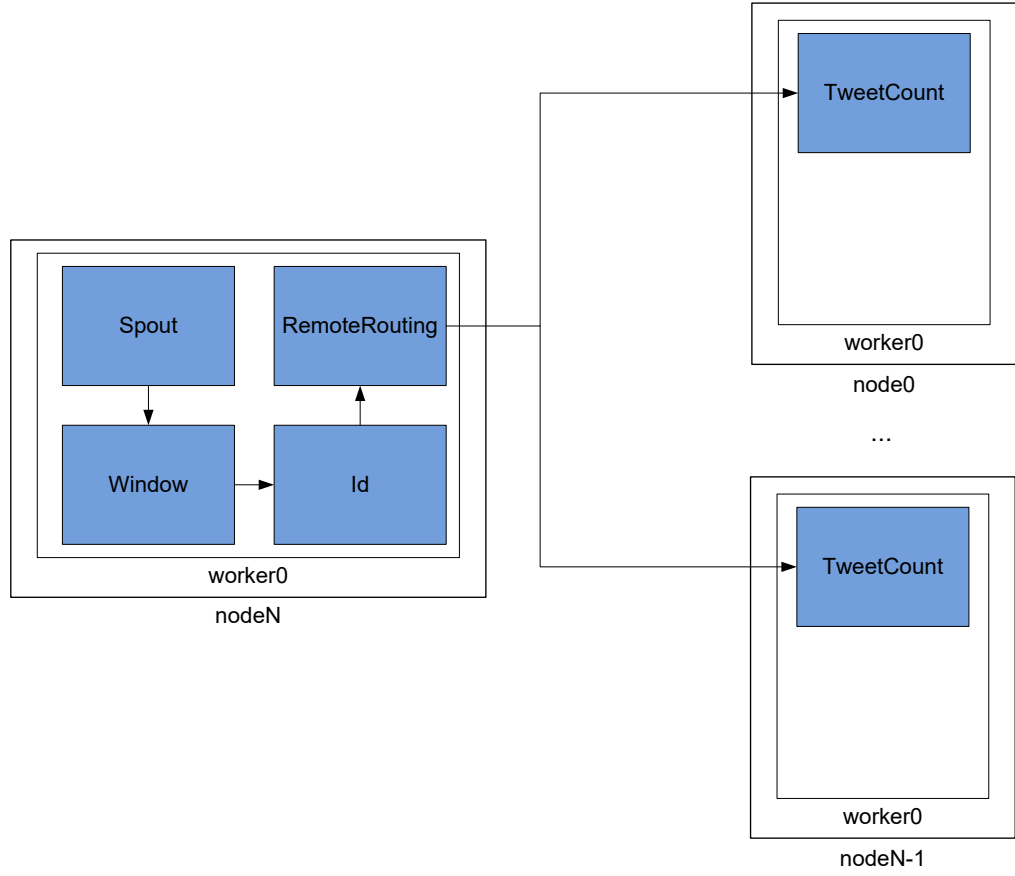 TweetCount
worker0
node0
...
Spout
RemoteRouting
Window
Id
worker0
nodeN
TweetCount
worker0
nodeN-1